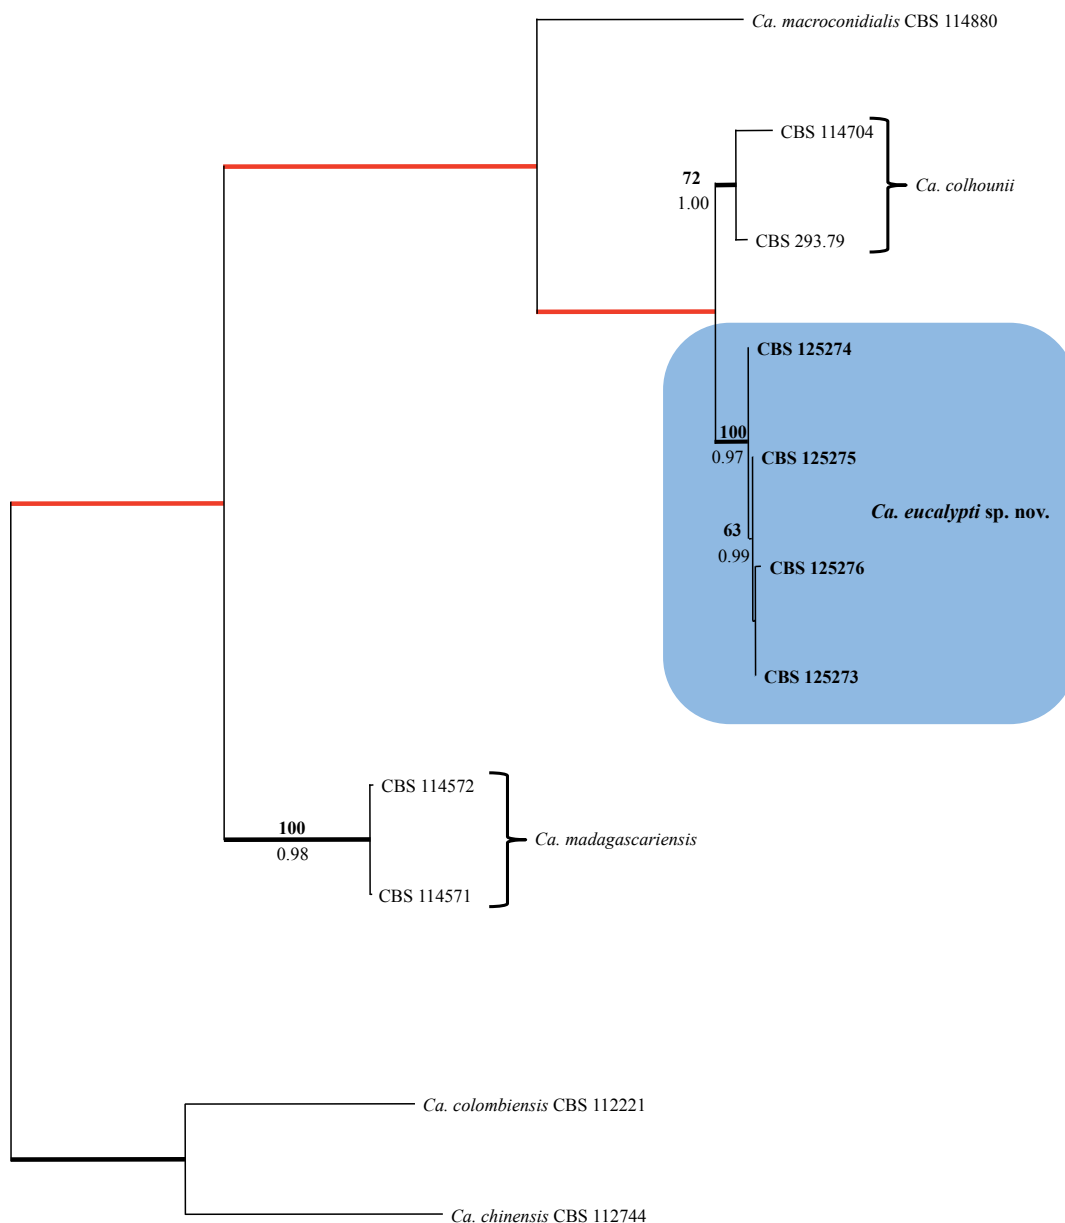 Ca. macroconidialis CBS 114880
CBS 114704
72
1.00
Ca. colhounii
CBS 293.79
CBS 125274
100
0.97
CBS 125275
Ca. eucalypti sp. nov.
63
0.99
CBS 125276
CBS 125273
CBS 114572
100
0.98
Ca. madagascariensis
CBS 114571
Ca. colombiensis CBS 112221
Ca. chinensis CBS 112744